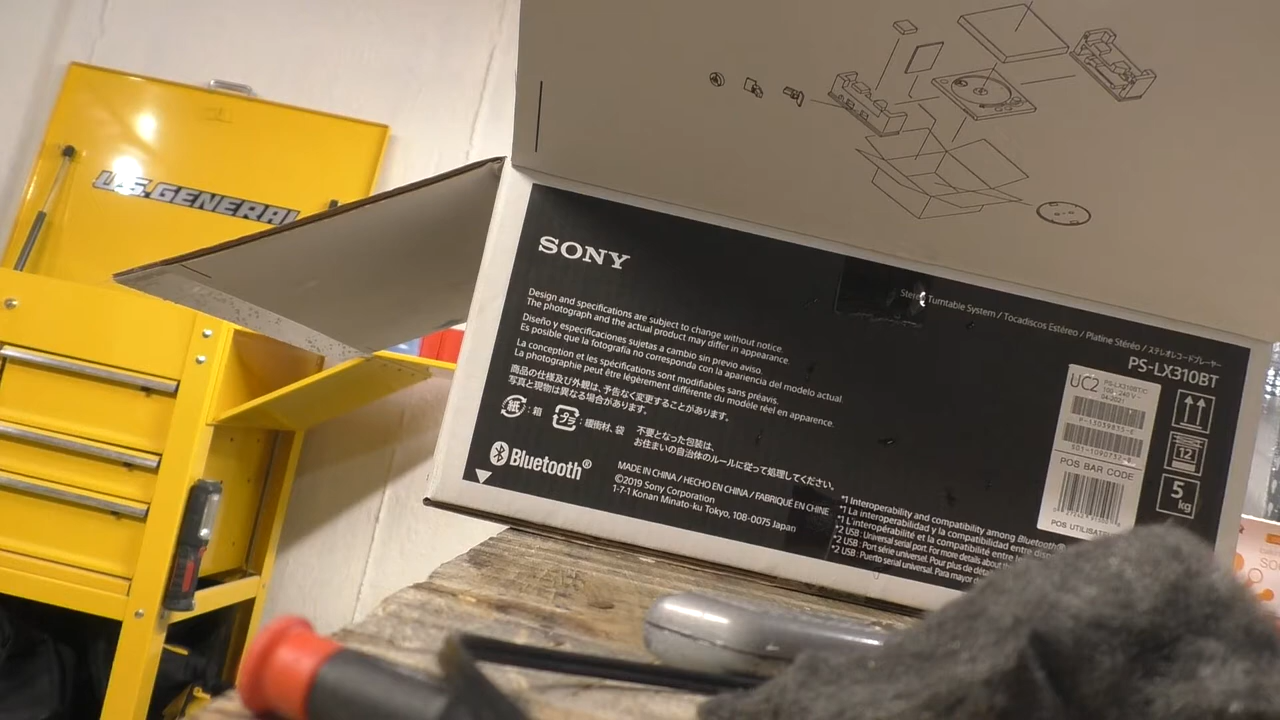 U.S. GENERAL
SONY
Stereo Turntable System / Tocadiscos Estéreo / Platine Stéréo / ステレオレコードプレーヤー
PS-LX310BT
Design and specifications are subject to change without notice.
The photograph and the actual product may differ in appearance.
Diseño y especificaciones sujetas a cambio sin previo aviso.
Es posible que la fotografía no corresponda con la apariencia del modelo actual.
La conception et les spécifications sont modifiables sans préavis.
La photographie peut être légèrement différente du modèle réel en apparence.
商品の仕様及び外観は、予告なく変更することがあります。
写真と現物は異なる場合があります。
紙 : 箱
プラ : 緩衝材、袋
不要となった包装は、
お住まいの自治体のルールに従って処理してください。
Bluetooth®
MADE IN CHINA / HECHO EN CHINA / FABRIQUÉ EN CHINE
©2019 Sony Corporation
1-7-1 Konan Minato-ku Tokyo, 108-0075 Japan
*1 Interoperability and compatibility among Bluetooth®
*1 La interoperabilidad y la compatibilidad entre
*1 L'interopérabilité et la compatibilité entre les
*2 USB : Universal serial port. For more details about
*2 USB : Port série universel. Pour plus de
*2 USB : Puerto serial universal. Para mayor
UC2
PS-LX310BT/C
04-2021
POS BAR CODE
12
5
kg